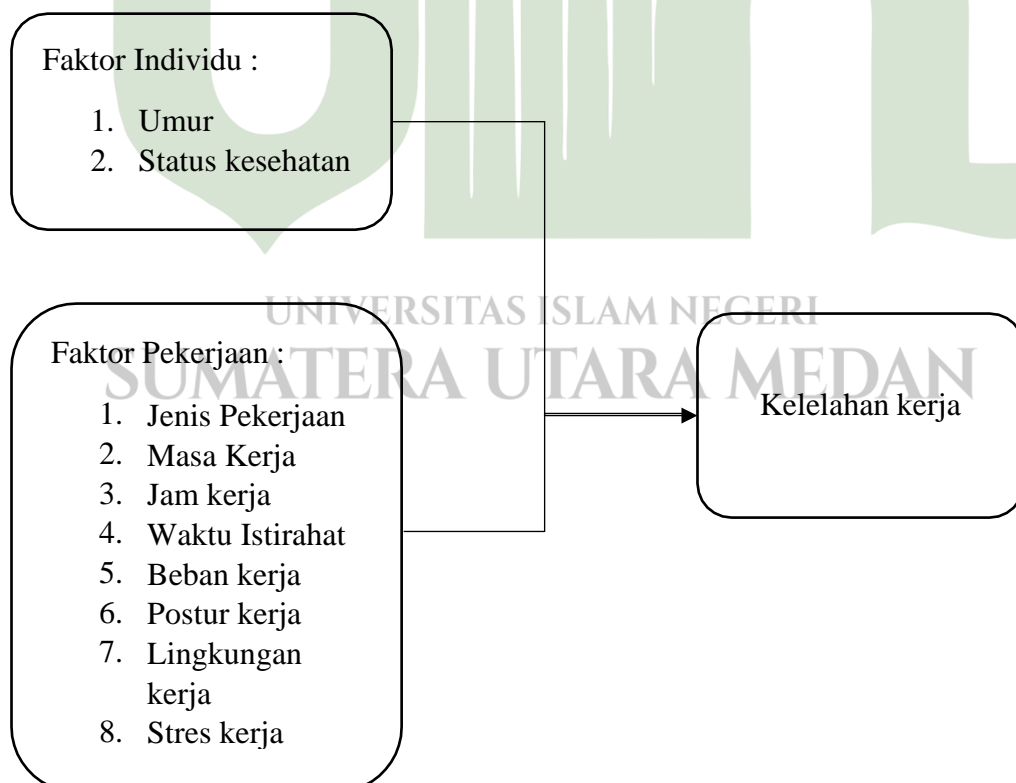 Faktor Individu :
1. Umur
2. Status kesehatan
UNIVERSITAS ISLAM NEGERI
SUMATERA UTARA MEDAN
Faktor Pekerjaan :
1. Jenis Pekerjaan
2. Masa Kerja
3. Jam kerja
4. Waktu Istirahat
5. Beban kerja
6. Postur kerja
7. Lingkungan
kerja
8. Stres kerja
Kelelahan kerja